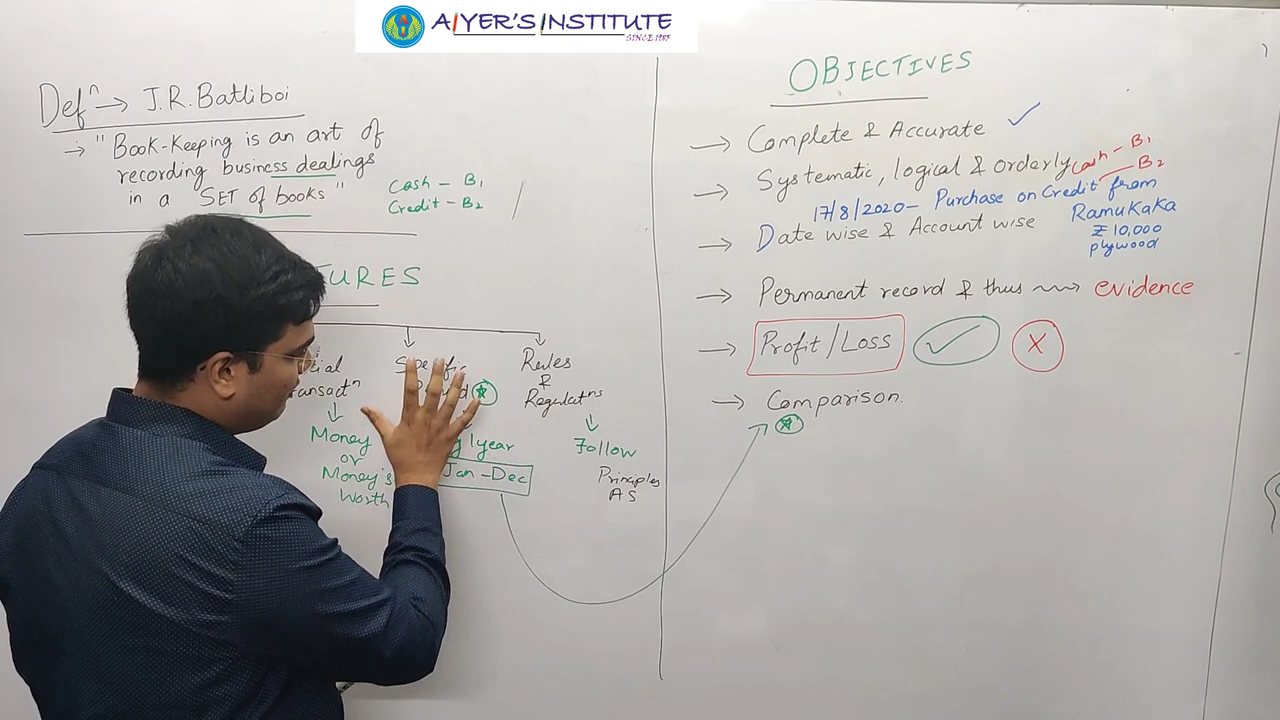 AIYER'S INSTITUTE
SINCE 1985
Defⁿ → J.R. Batliboi
→ "Book-Keeping is an art of
recording business dealings
in a SET of books"
Cash - B1
Credit - B2
TURES
Specific
Rules
&
Regulatns
Money
or
Money's
Worth
1 year
Jan - Dec
Follow
Principles
AS
OBJECTIVES
→ Complete & Accurate ✓
→ Systematic, logical & orderly
Cash - B1
B2
17/8/2020 - Purchase on Credit from
RamuKaKa
₹ 10,000
plywood
→ Date wise & Account wise
→ Permanent record & thus → evidence
→ Profit / Loss ✓ X
→ Comparison.